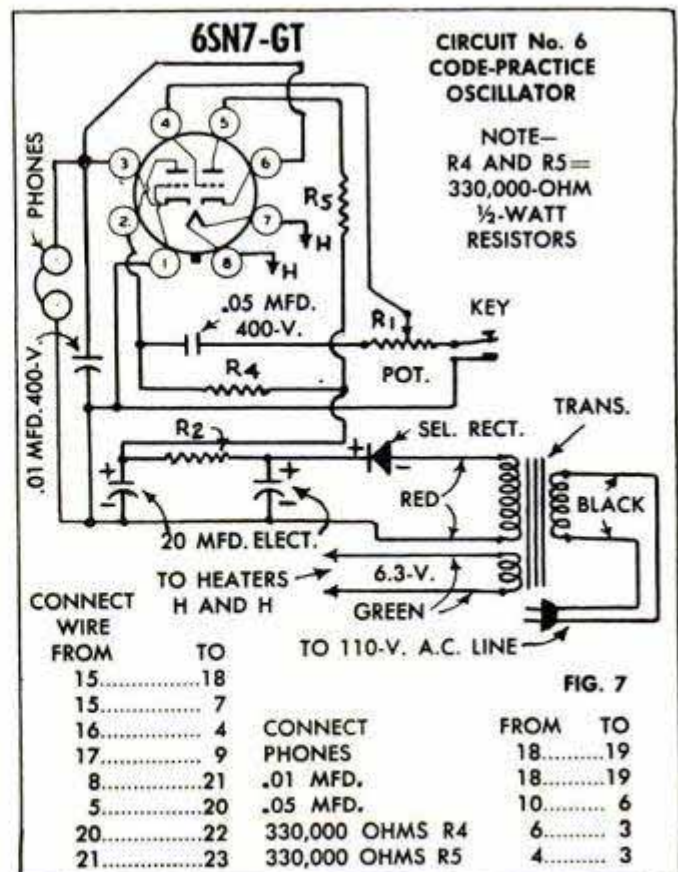 6SN7-GT
CIRCUIT No. 6
CODE-PRACTICE
OSCILLATOR
NOTE—
R4 AND R5=
330,000-OHM
½-WATT
RESISTORS
PHONES
4
5
3
6
2
7
1
8
R5
H
H
.05 MFD.
400-V.
R1
KEY
POT.
.01 MFD.400-V.
R4
TRANS.
R2
+
SEL. RECT.
-
+
-
+
-
RED
BLACK
20 MFD. ELECT.
TO HEATERS
H AND H
6.3-V.
GREEN
TO 110-V. A.C. LINE
CONNECT
WIRE
FROM TO
15................18
15................ 7
16................ 4
17................ 9
8................21
5................20
20................22
21................23
FIG. 7
CONNECT FROM TO
PHONES 18.........19
.01 MFD. 18.........19
.05 MFD. 10......... 6
330,000 OHMS R4 6......... 3
330,000 OHMS R5 4......... 3